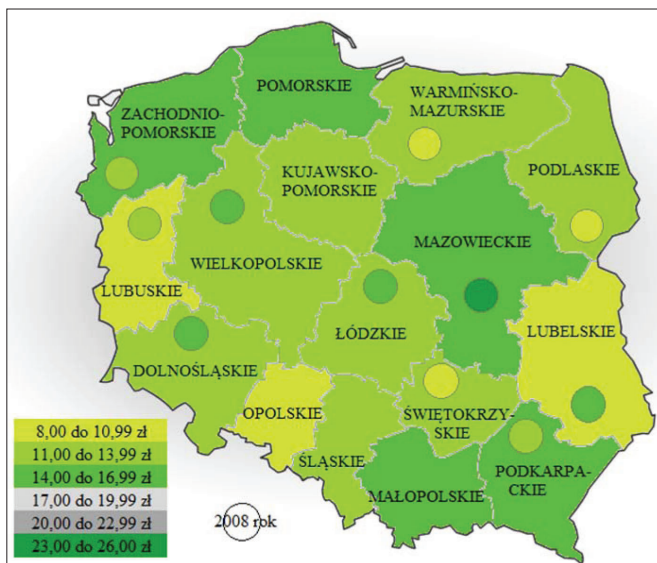 POMORSKIE
ZACHODNIO-
POMORSKIE
WARMIŃSKO-
MAZURSKIE
KUJAWSKO-
POMORSKIE
PODLASKIE
MAZOWIECKIE
WIELKOPOLSKIE
LUBUSKIE
ŁÓDZKIE
LUBELSKIE
DOLNOŚLĄSKIE
OPOLSKIE
ŚWIĘTOKRZY-
SKIE
ŚLĄSKIE
PODKARPA-
CKIE
MAŁOPOLSKIE
8,00 do 10,99 zł
11,00 do 13,99 zł
14,00 do 16,99 zł
17,00 do 19,99 zł
20,00 do 22,99 zł
23,00 do 26,00 zł
2008 rok